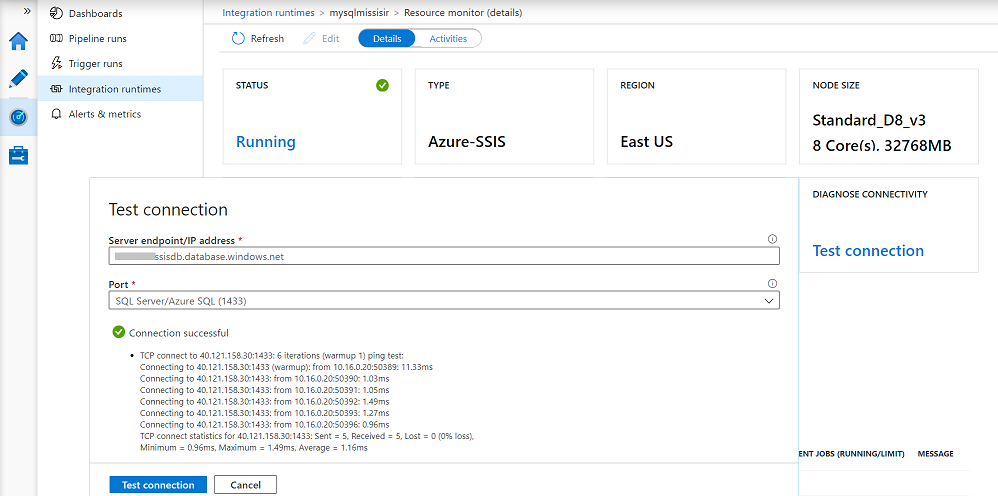 »
Dashboards
Pipeline runs
Trigger runs
Integration runtimes
Alerts & metrics
Integration runtimes > mysqlmissisir > Resource monitor (details)
Refresh Edit Details Activities
STATUS TYPE REGION NODE SIZE
Running Azure-SSIS East US Standard_D8_v3
8 Core(s), 32768MB
DIAGNOSE CONNECTIVITY
Test connection
Test connection
Server endpoint/IP address *
ssisdb.database.windows.net
Port *
SQL Server/Azure SQL (1433)
Connection successful
• TCP connect to 40.121.158.30:1433: 6 iterations (warmup 1) ping test:
Connecting to 40.121.158.30:1433 (warmup): from 10.16.0.20:50389: 11.33ms
Connecting to 40.121.158.30:1433: from 10.16.0.20:50390: 1.03ms
Connecting to 40.121.158.30:1433: from 10.16.0.20:50391: 1.05ms
Connecting to 40.121.158.30:1433: from 10.16.0.20:50392: 1.49ms
Connecting to 40.121.158.30:1433: from 10.16.0.20:50393: 1.27ms
Connecting to 40.121.158.30:1433: from 10.16.0.20:50396: 0.96ms
TCP connect statistics for 40.121.158.30:1433: Sent = 5, Received = 5, Lost = 0 (0% loss),
Minimum = 0.96ms, Maximum = 1.49ms, Average = 1.16ms
ENT JOBS (RUNNING/LIMIT) MESSAGE
Test connection Cancel